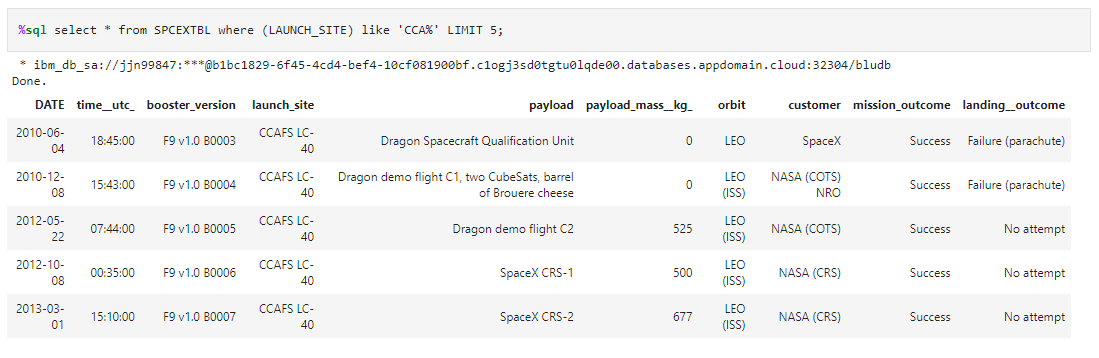 %sql select * from SPCEXTBL where (LAUNCH_SITE) like 'CCA%' LIMIT 5;
* ibm_db_sa://jjn99847:***@b1bc1829-6f45-4cd4-bef4-10cf081900bf.c1ogj3sd0tgtu0lqde00.databases.appdomain.cloud:32304/bludb
Done.
DATE time__utc_ booster_version launch_site payload payload_mass__kg_ orbit customer mission_outcome landing__outcome
2010-06-04 18:45:00 F9 v1.0 B0003 CCAFS LC-40 Dragon Spacecraft Qualification Unit 0 LEO SpaceX Success Failure (parachute)
2010-12-08 15:43:00 F9 v1.0 B0004 CCAFS LC-40 Dragon demo flight C1, two CubeSats, barrel of Brouere cheese 0 LEO (ISS) NASA (COTS) NRO Success Failure (parachute)
2012-05-22 07:44:00 F9 v1.0 B0005 CCAFS LC-40 Dragon demo flight C2 525 LEO (ISS) NASA (COTS) Success No attempt
2012-10-08 00:35:00 F9 v1.0 B0006 CCAFS LC-40 SpaceX CRS-1 500 LEO (ISS) NASA (CRS) Success No attempt
2013-03-01 15:10:00 F9 v1.0 B0007 CCAFS LC-40 SpaceX CRS-2 677 LEO (ISS) NASA (CRS) Success No attempt